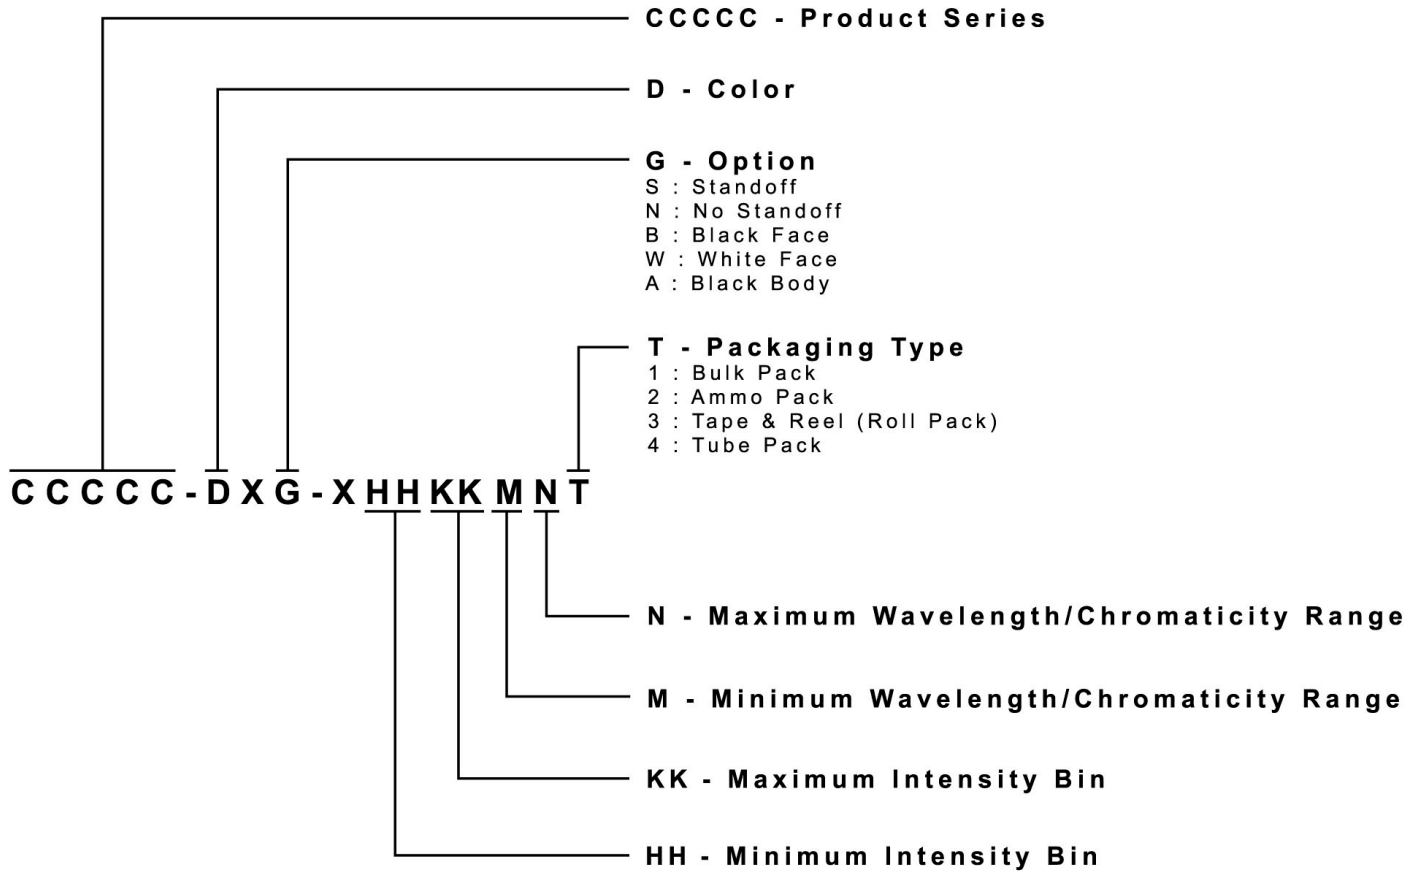 CCCCC - Product Series
D - Color
G - Option
S : Standoff
N : No Standoff
B : Black Face
W : White Face
A : Black Body
T - Packaging Type
1 : Bulk Pack
2 : Ammo Pack
3 : Tape & Reel (Roll Pack)
4 : Tube Pack
CCCCC-DXG-XHHKKMNT
N - Maximum Wavelength/Chromaticity Range
M - Minimum Wavelength/Chromaticity Range
KK - Maximum Intensity Bin
HH - Minimum Intensity Bin